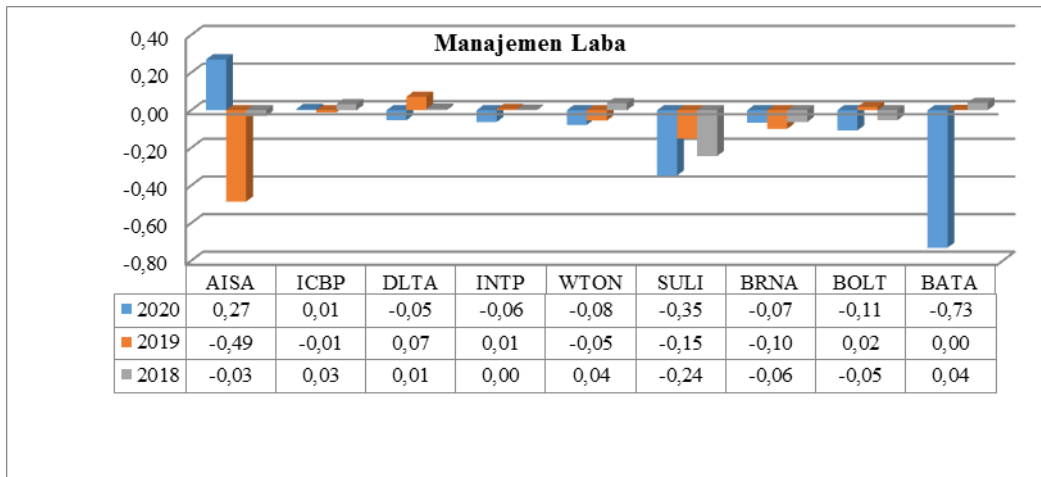 Manajemen Laba
0,40
0,20
0,00
-0,20
-0,40
-0,60
-0,80
AISA ICBP DLTA INTP WTON SULI BRNA BOLT BATA
2020 0,27 0,01 -0,05 -0,06 -0,08 -0,35 -0,07 -0,11 -0,73
2019 -0,49 -0,01 0,07 0,01 -0,05 -0,15 -0,10 0,02 0,00
2018 -0,03 0,03 0,01 0,00 0,04 -0,24 -0,06 -0,05 0,04